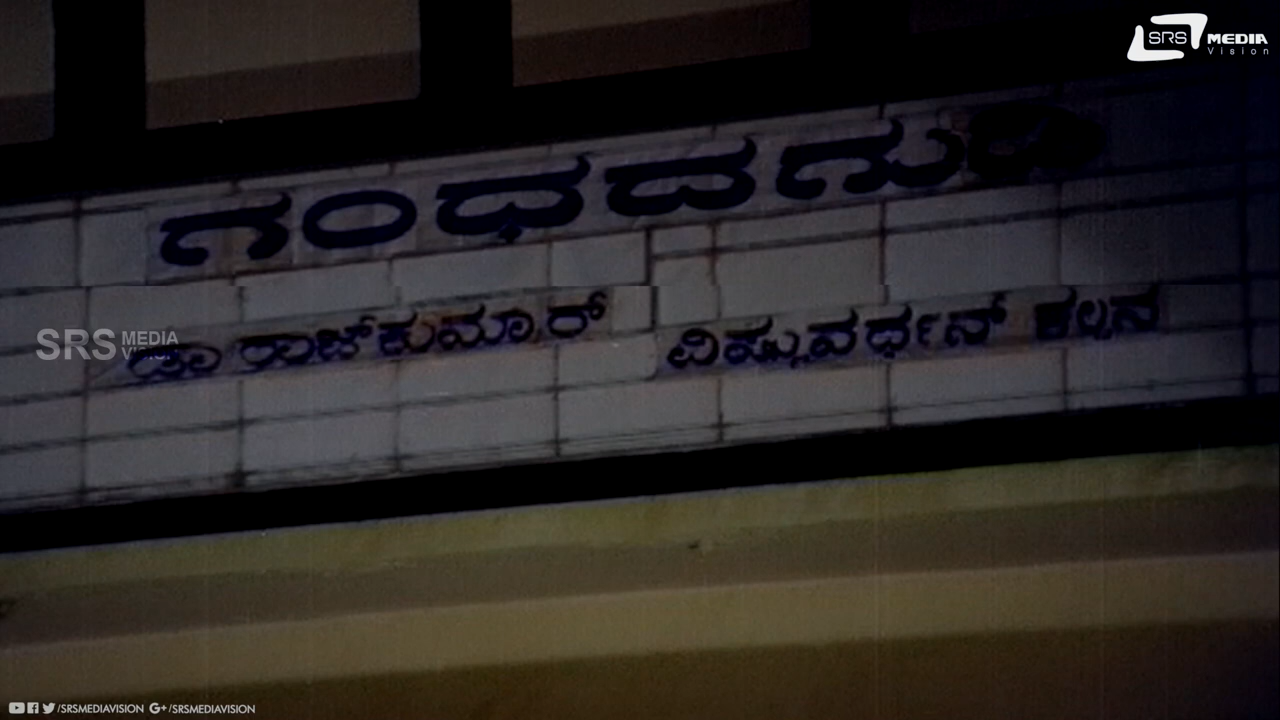 SRS MEDIA Vision
ಗಂಧದಗುಡಿ
SRS MEDIA VISION
ಡಾ ರಾಜ್‌ಕುಮಾರ್ ವಿಷ್ಣುವರ್ಧನ್ ಕಲ್ಪನ
/SRSMEDIAVISION G+/SRSMEDIAVISION